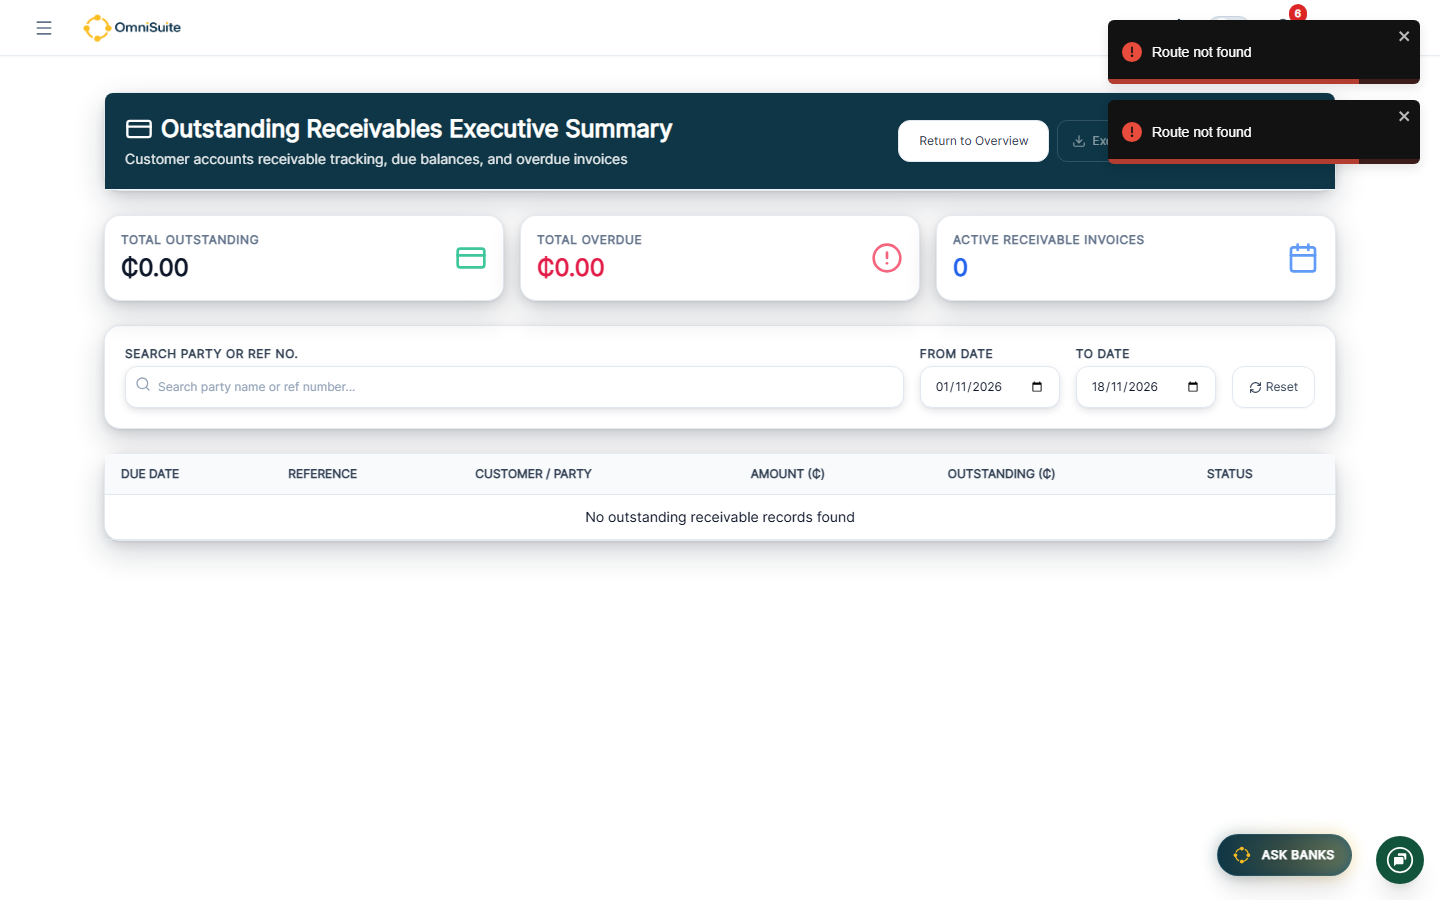 OmniSuite
6
Route not found
Route not found
Outstanding Receivables Executive Summary
Customer accounts receivable tracking, due balances, and overdue invoices
Return to Overview
TOTAL OUTSTANDING
₵0.00
TOTAL OVERDUE
₵0.00
ACTIVE RECEIVABLE INVOICES
0
SEARCH PARTY OR REF NO.
Search party name or ref number...
FROM DATE
01/11/2026
TO DATE
18/11/2026
Reset
DUE DATE REFERENCE CUSTOMER / PARTY AMOUNT (₵) OUTSTANDING (₵) STATUS
No outstanding receivable records found
ASK BANKS